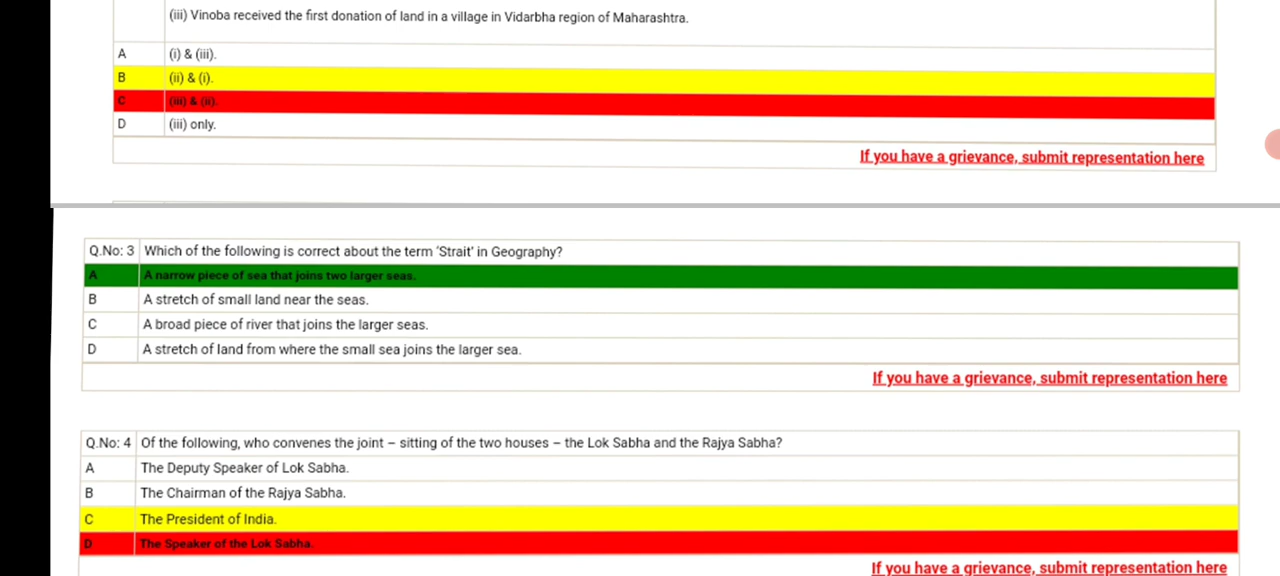 (iii) Vinoba received the first donation of land in a village in Vidarbha region of Maharashtra.
A (i) & (iii).
B (ii) & (i).
C (iii) & (ii).
D (iii) only.
If you have a grievance, submit representation here
Q.No: 3 Which of the following is correct about the term 'Strait' in Geography?
A A narrow piece of sea that joins two larger seas.
B A stretch of small land near the seas.
C A broad piece of river that joins the larger seas.
D A stretch of land from where the small sea joins the larger sea.
If you have a grievance, submit representation here
Q.No: 4 Of the following, who convenes the joint – sitting of the two houses – the Lok Sabha and the Rajya Sabha?
A The Deputy Speaker of Lok Sabha.
B The Chairman of the Rajya Sabha.
C The President of India.
D The Speaker of the Lok Sabha.
If you have a grievance, submit representation here